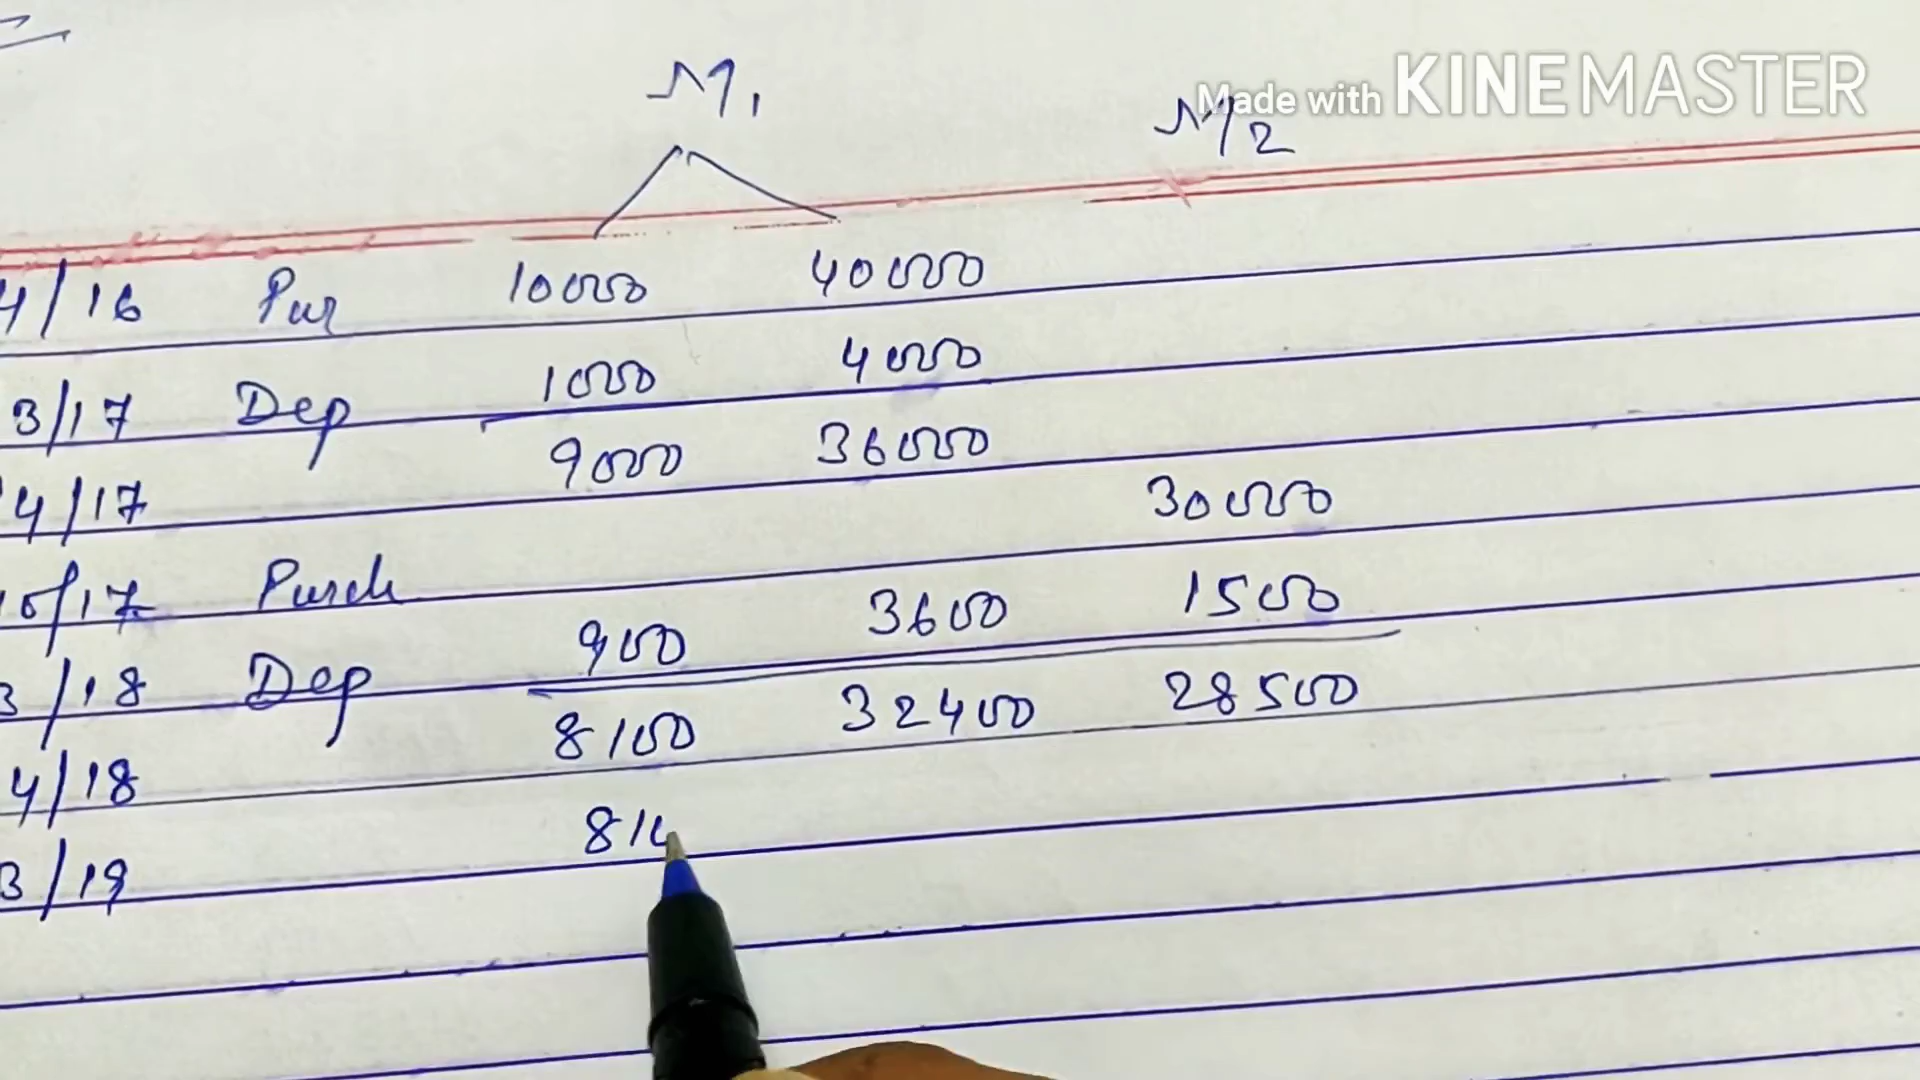 M1
Made with KINEMASTER
M2
4/16 Pur 10000 40000
3/17 Dep 1000 4000
9000 36000
4/17 30000
10/17 Purch
900 3600 1500
3/18 Dep
8100 32400 28500
4/18
81
3/19